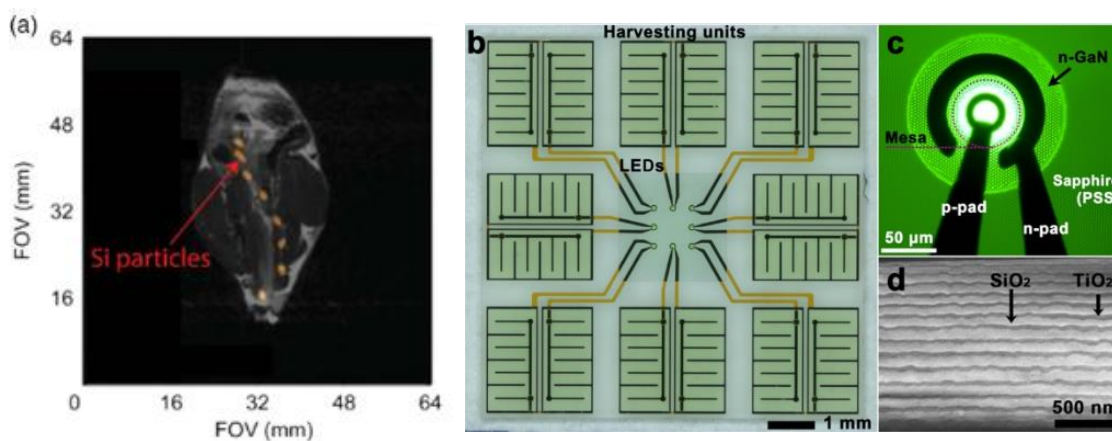 (a)
64
48
32
16
0
16
32
48
64
FOV (mm)
FOV (mm)
Si particles
b
Harvesting units
LEDs
1 mm
c
n-GaN
Mesa
Sapphire
(PSS
p-pad
n-pad
50 µm
d
SiO₂
TiO₂
500 nm